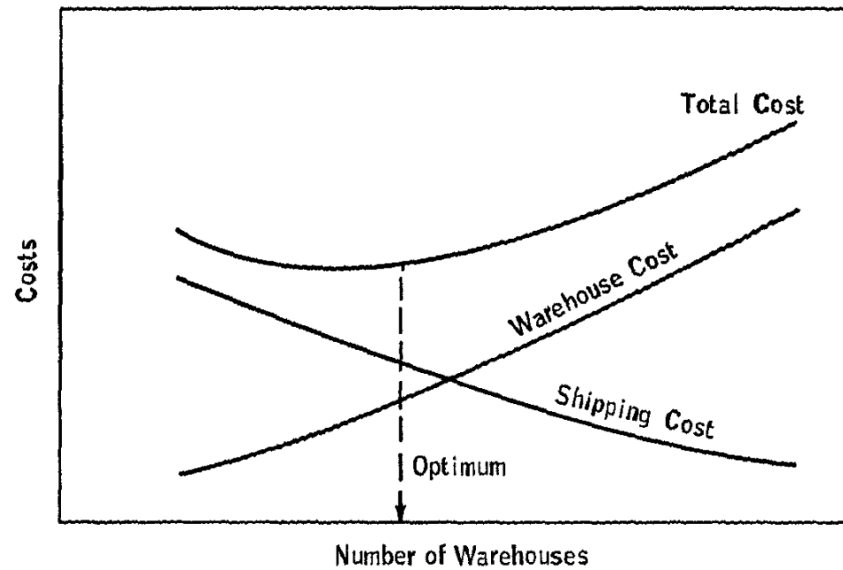 Total Cost
Costs
Warehouse Cost
Shipping Cost
Optimum
Number of Warehouses